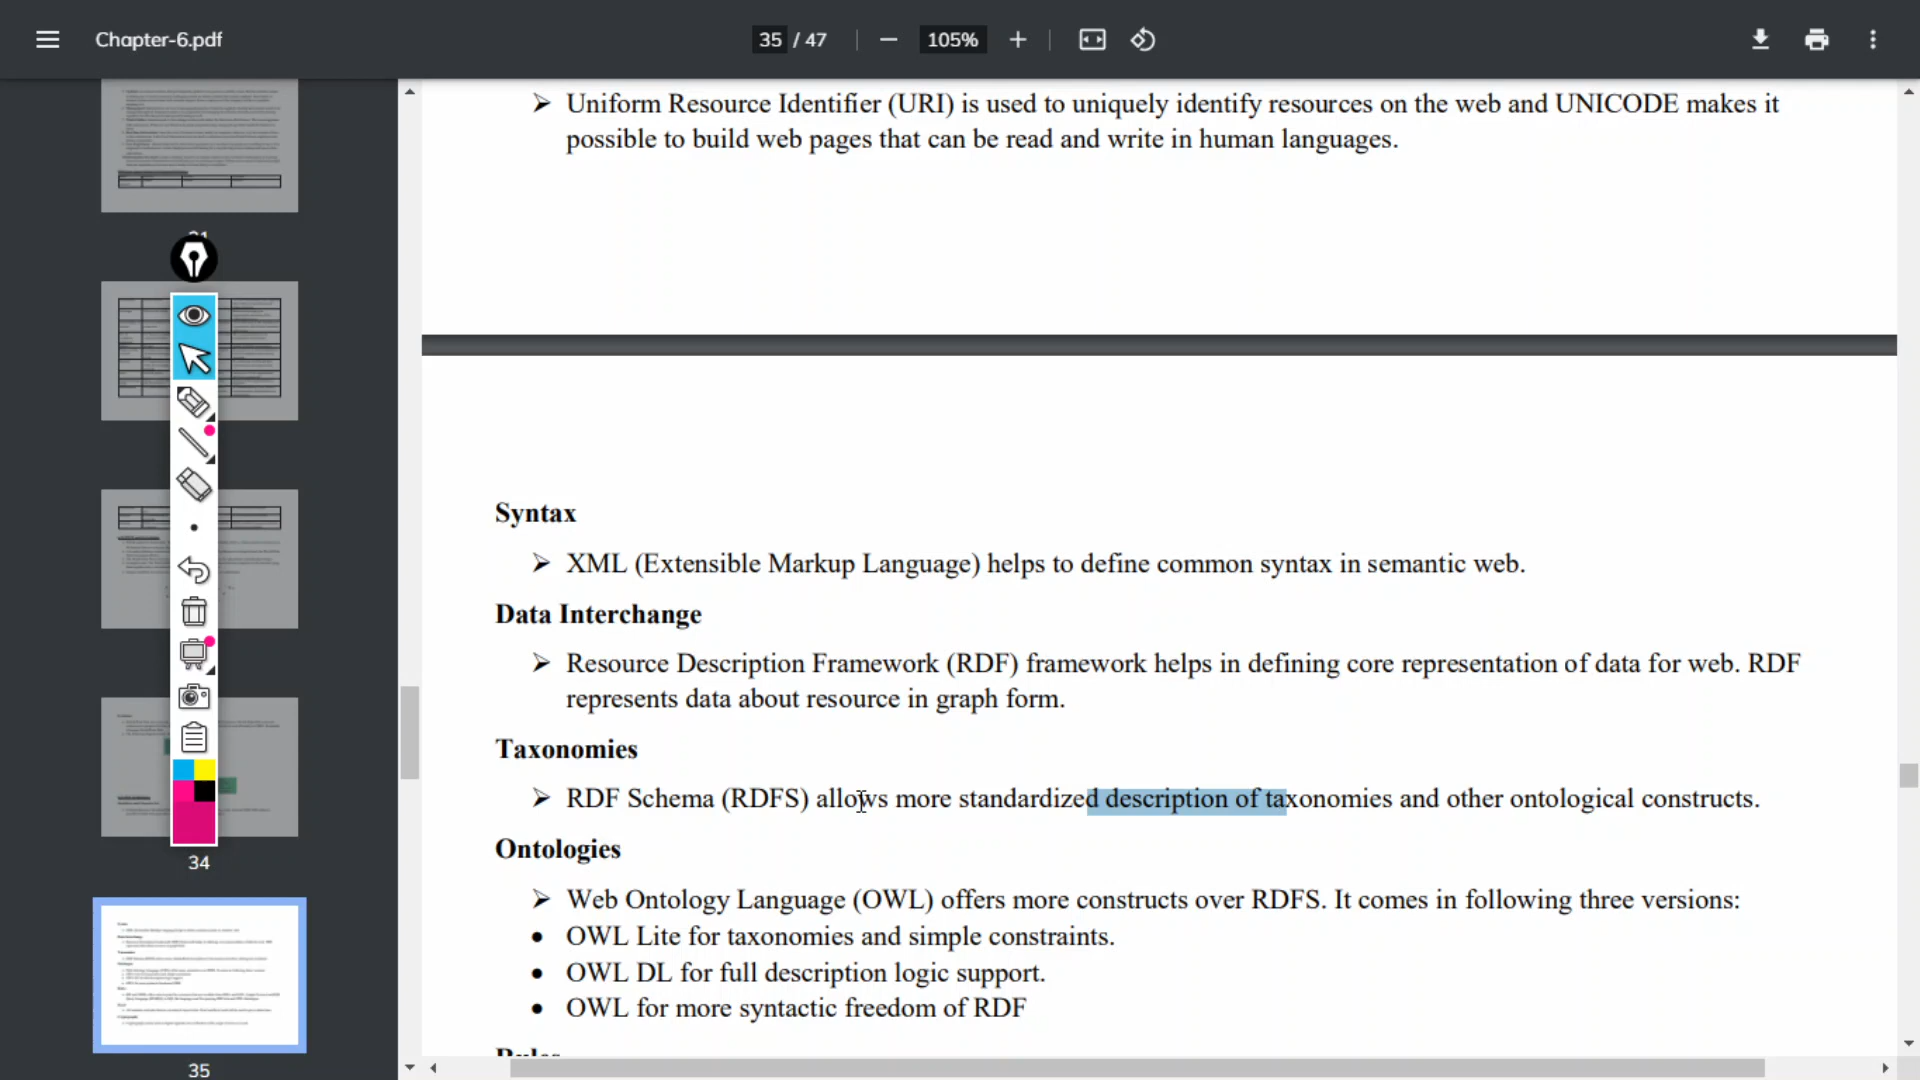 Chapter-6.pdf
35 / 47
105%
➢ Uniform Resource Identifier (URI) is used to uniquely identify resources on the web and UNICODE makes it
possible to build web pages that can be read and write in human languages.
Syntax
➢ XML (Extensible Markup Language) helps to define common syntax in semantic web.
Data Interchange
➢ Resource Description Framework (RDF) framework helps in defining core representation of data for web. RDF
represents data about resource in graph form.
Taxonomies
➢ RDF Schema (RDFS) allows more standardized description of taxonomies and other ontological constructs.
Ontologies
➢ Web Ontology Language (OWL) offers more constructs over RDFS. It comes in following three versions:
• OWL Lite for taxonomies and simple constraints.
• OWL DL for full description logic support.
• OWL for more syntactic freedom of RDF
Rules
34
35